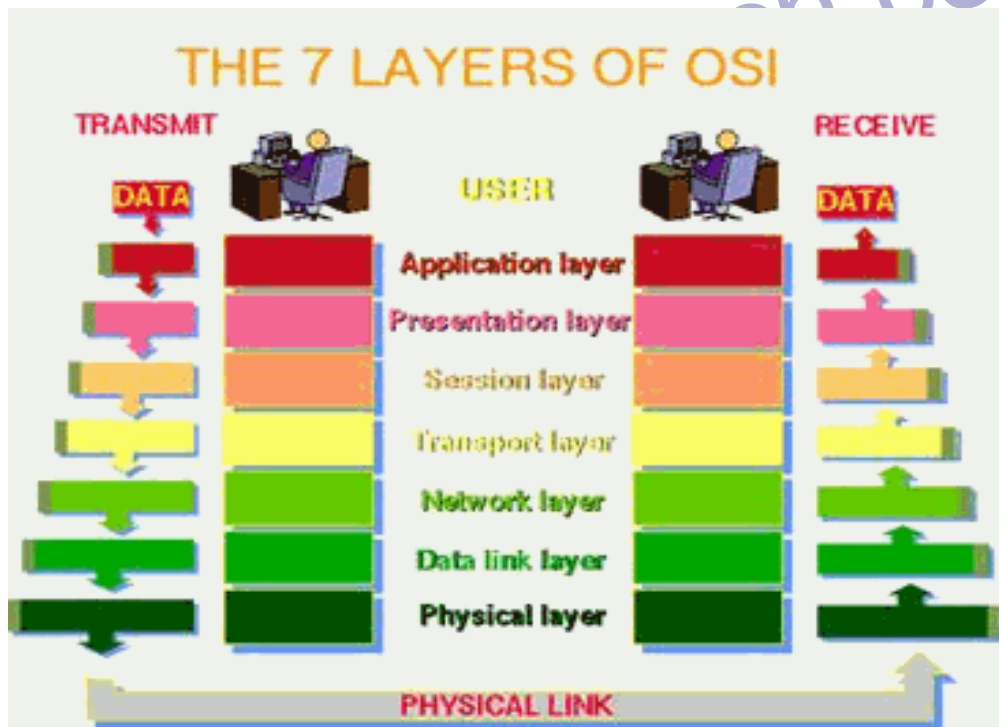 THE 7 LAYERS OF OSI
TRANSMIT
RECEIVE
DATA
USER
DATA
Application layer
Presentation layer
Session layer
Transport layer
Network layer
Data link layer
Physical layer
PHYSICAL LINK